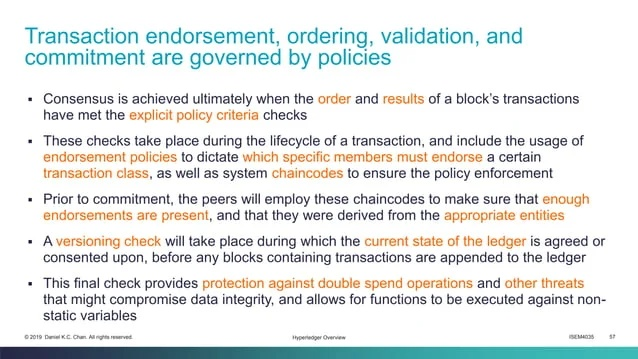 Transaction endorsement, ordering, validation, and
commitment are governed by policies
▪ Consensus is achieved ultimately when the order and results of a block's transactions
have met the explicit policy criteria checks
▪ These checks take place during the lifecycle of a transaction, and include the usage of
endorsement policies to dictate which specific members must endorse a certain
transaction class, as well as system chaincodes to ensure the policy enforcement
▪ Prior to commitment, the peers will employ these chaincodes to make sure that enough
endorsements are present, and that they were derived from the appropriate entities
▪ A versioning check will take place during which the current state of the ledger is agreed or
consented upon, before any blocks containing transactions are appended to the ledger
▪ This final check provides protection against double spend operations and other threats
that might compromise data integrity, and allows for functions to be executed against non-
static variables
© 2019 Daniel K.C. Chan. All rights reserved. Hyperledger Overview ISEM4035 57